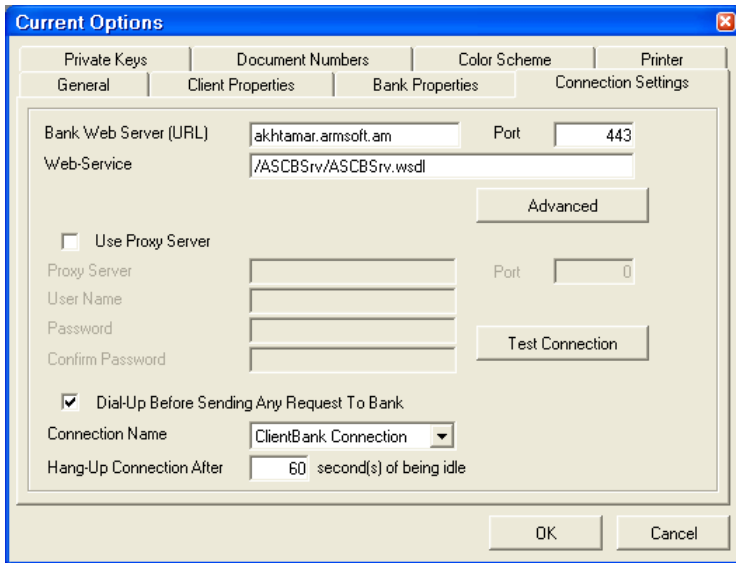 Current Options
Private Keys Document Numbers Color Scheme Printer
General Client Properties Bank Properties Connection Settings
Bank Web Server (URL) akhtamar.armsoft.am Port 443
Web-Service /ASCBSrv/ASCBSrv.wsdl
Advanced
Use Proxy Server
Proxy Server Port 0
User Name
Password
Test Connection
Confirm Password
Dial-Up Before Sending Any Request To Bank
Connection Name ClientBank Connection
Hang-Up Connection After 60 second(s) of being idle
OK Cancel